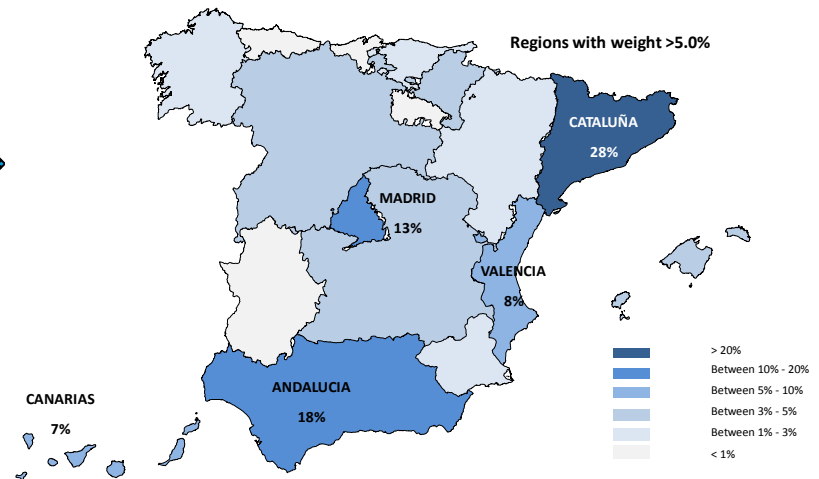 Regions with weight >5.0%
CATALUÑA
28%
MADRID
13%
VALENCIA
8%
ANDALUCIA
18%
CANARIAS
7%
> 20%
Between 10% - 20%
Between 5% - 10%
Between 3% - 5%
Between 1% - 3%
< 1%